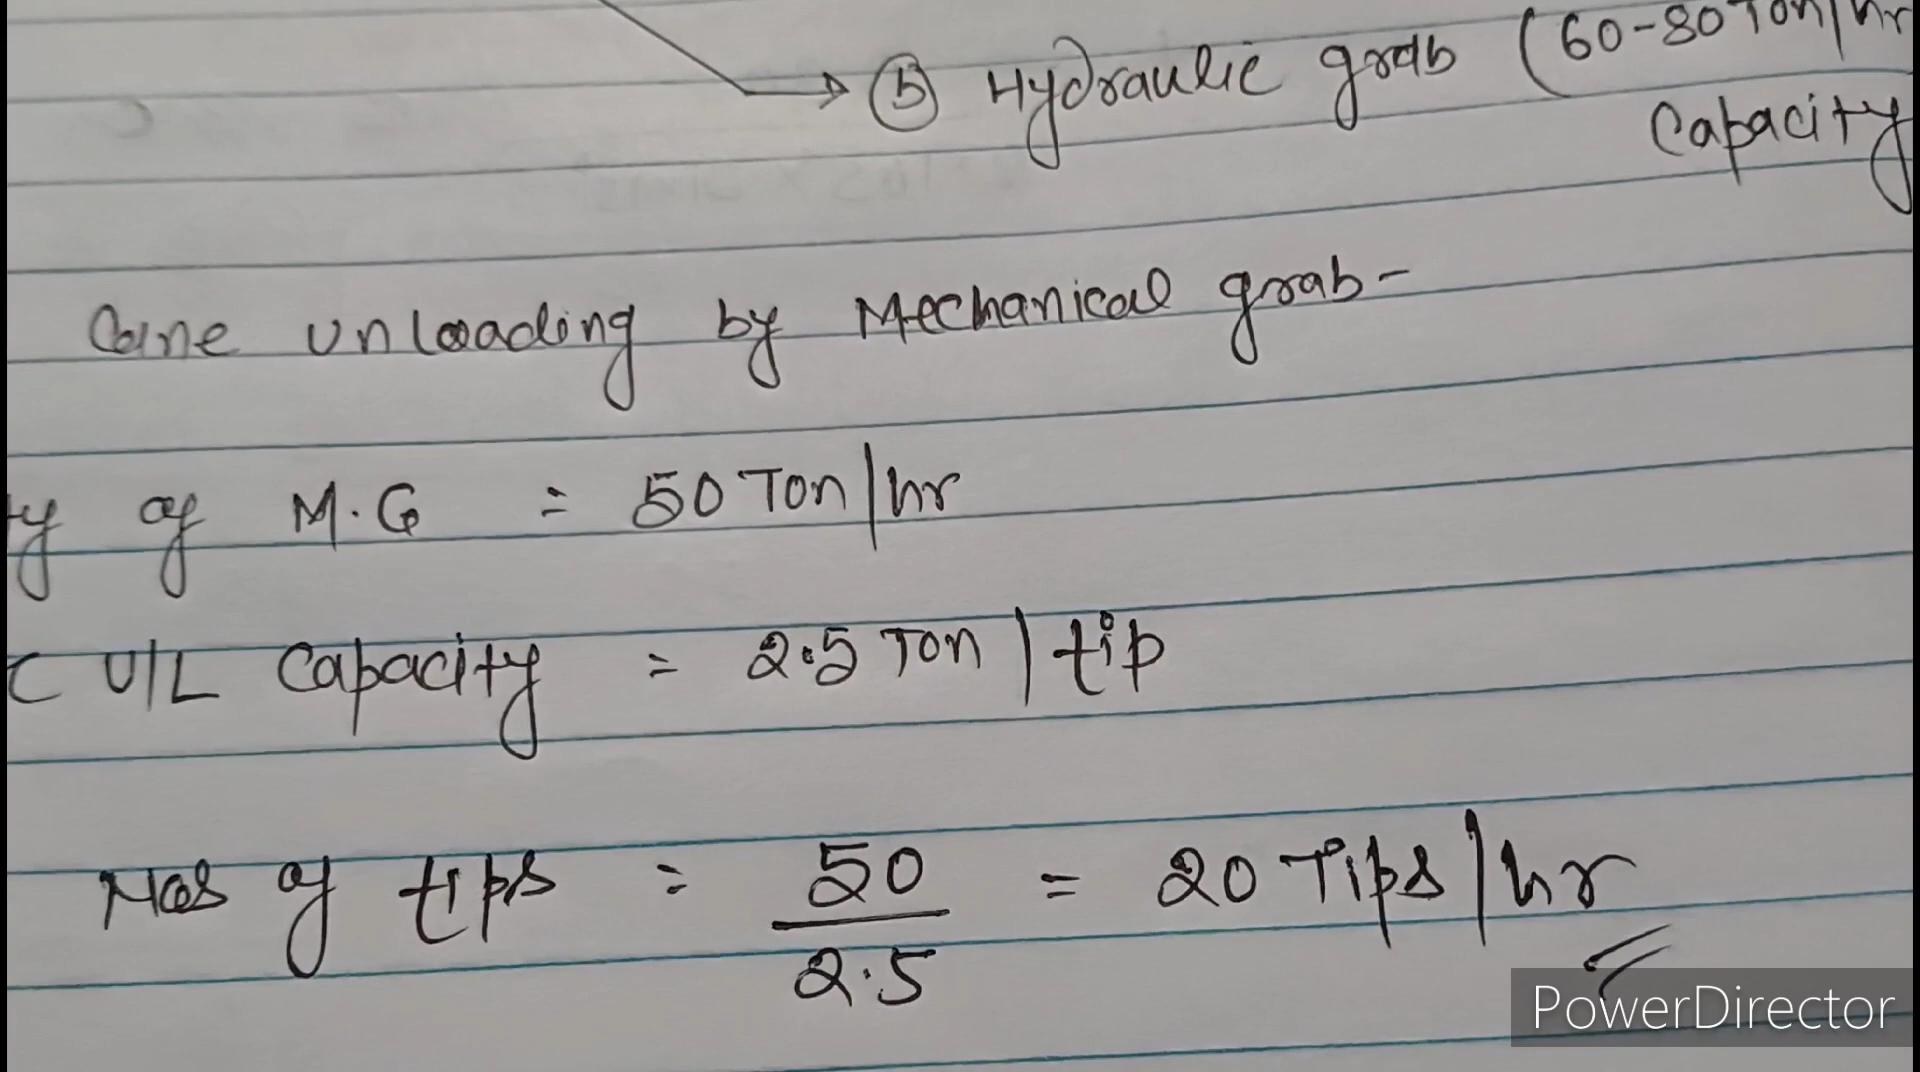 → (b) Hydraulic grab (60-80 Ton/hr
Capacity
Cane unloading by Mechanical grab-
ty of M.G = 50 Ton/hr
C U/L Capacity = 2.5 Ton/tip
Nos of tips = 50/2.5 = 20 Tips/hr
PowerDirector